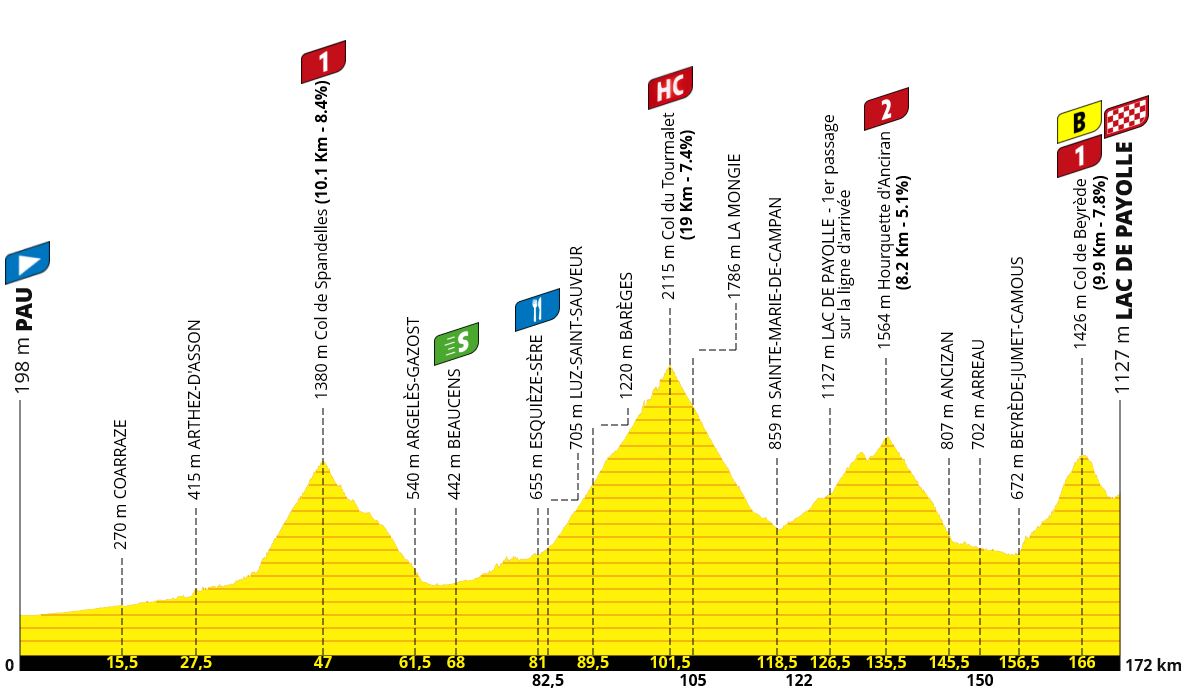 198 m PAU
270 m COARRAZE
415 m ARTHEZ-D'ASSON
1
1380 m Col de Spandelles (10.1 Km - 8.4%)
540 m ARGELÈS-GAZOST
S
442 m BEAUCENS
655 m ESQUIÈZE-SÈRE
705 m LUZ-SAINT-SAUVEUR
1220 m BARÈGES
HC
2115 m Col du Tourmalet
(19 Km - 7.4%)
1786 m LA MONGIE
859 m SAINTE-MARIE-DE-CAMPAN
1127 m LAC DE PAYOLLE - 1er passage
sur la ligne d'arrivée
2
1564 m Hourquette d'Anciran
(8.2 Km - 5.1%)
807 m ANCIZAN
702 m ARREAU
672 m BEYRÈDE-JUMET-CAMOUS
B
1
1426 m Col de Beyrède
(9.9 Km - 7.8%)
1127 m LAC DE PAYOLLE
0 15,5 27,5 47 61,5 68 81 89,5 101,5 118,5 126,5 135,5 145,5 156,5 166 172 km
82,5 105 122 150